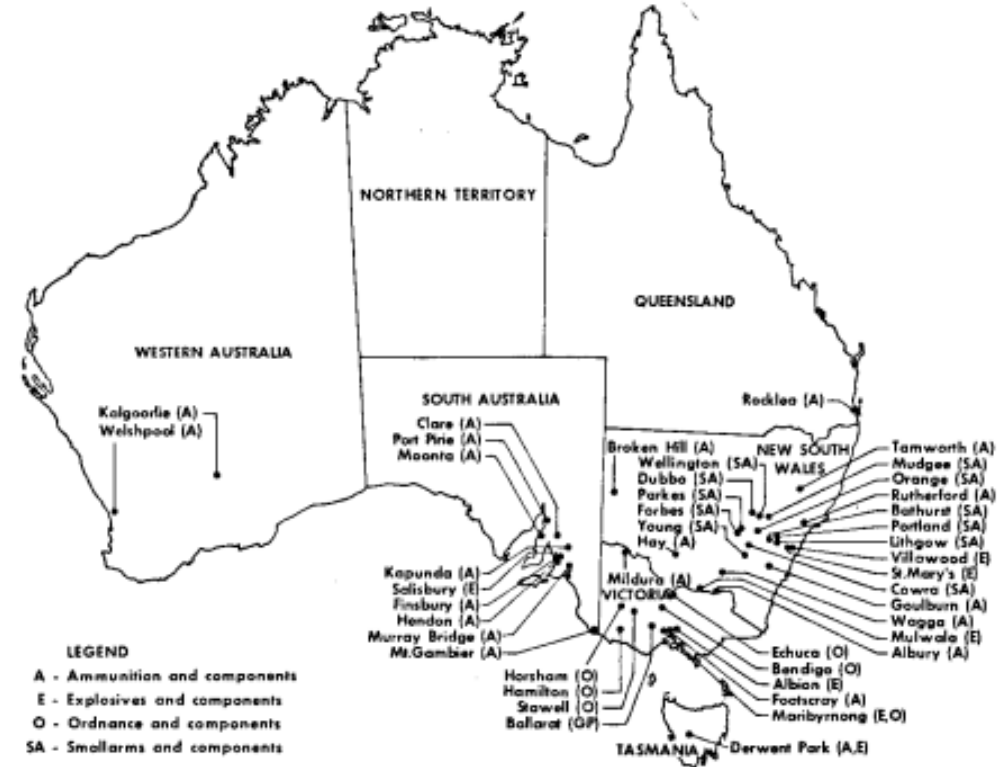 NORTHERN TERRITORY
QUEENSLAND
WESTERN AUSTRALIA
Kalgoorlie (A)
Welshpool (A)
SOUTH AUSTRALIA
Clare (A)
Port Pirie (A)
Moonta (A)
Rocklea (A)
Broken Hill (A)
NEW SOUTH
WALES
Wellington (SA)
Dubbo (SA)
Parkes (SA)
Forbes (SA)
Young (SA)
Hay (A)
Tamworth (A)
Mudgee (SA)
Orange (SA)
Rutherford (A)
Bathurst (SA)
Portland (SA)
Lithgow (SA)
Villawood (E)
St.Mary's (E)
Cowra (SA)
Goulburn (A)
Wagga (A)
Mulwala (E)
Albury (A)
Mildura (A)
VICTORIA
Kapunda (A)
Salisbury (E)
Finsbury (A)
Hendon (A)
Murray Bridge (A)
Mt.Gambier (A)
Horsham (O)
Hamilton (O)
Stawell (O)
Ballarat (GP)
Echuca (O)
Bendigo (O)
Albion (E)
Footscray (A)
Maribyrnong (E,O)
TASMANIA
Derwent Park (A,E)
LEGEND
A - Ammunition and components
E - Explosives and components
O - Ordnance and components
SA - Smallarms and components